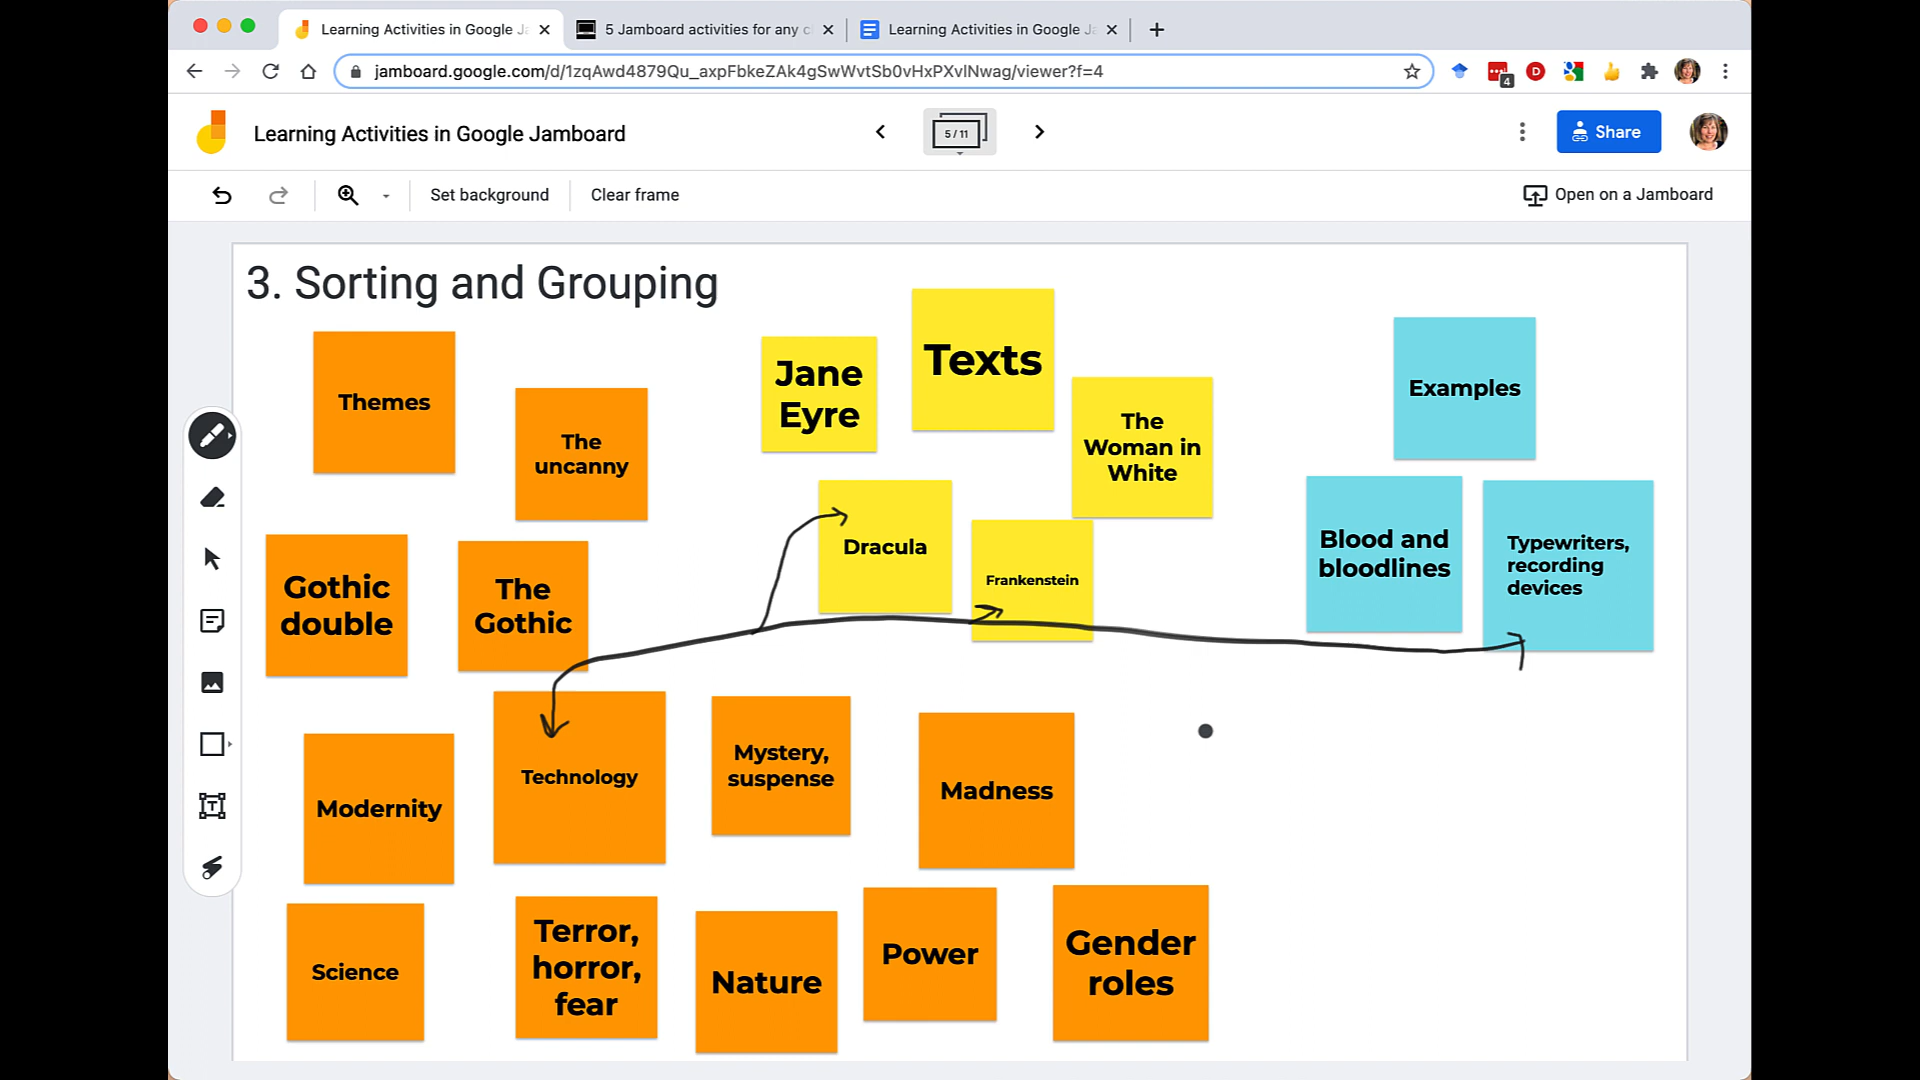 Learning Activities in Google Ja
5 Jamboard activities for any c
Learning Activities in Google Ja
jamboard.google.com/d/1zqAwd4879Qu_axpFbkeZAk4gSwWvtSb0vHxPXvlNwag/viewer?f=4
4
D
Learning Activities in Google Jamboard
5 / 11
Share
Set background
Clear frame
Open on a Jamboard
3. Sorting and Grouping
Themes
The
uncanny
Gothic
double
The
Gothic
Jane
Eyre
Texts
The
Woman in
White
Dracula
Frankenstein
Examples
Blood and
bloodlines
Typewriters,
recording
devices
Modernity
Technology
Mystery,
suspense
Madness
Science
Terror,
horror,
fear
Nature
Power
Gender
roles